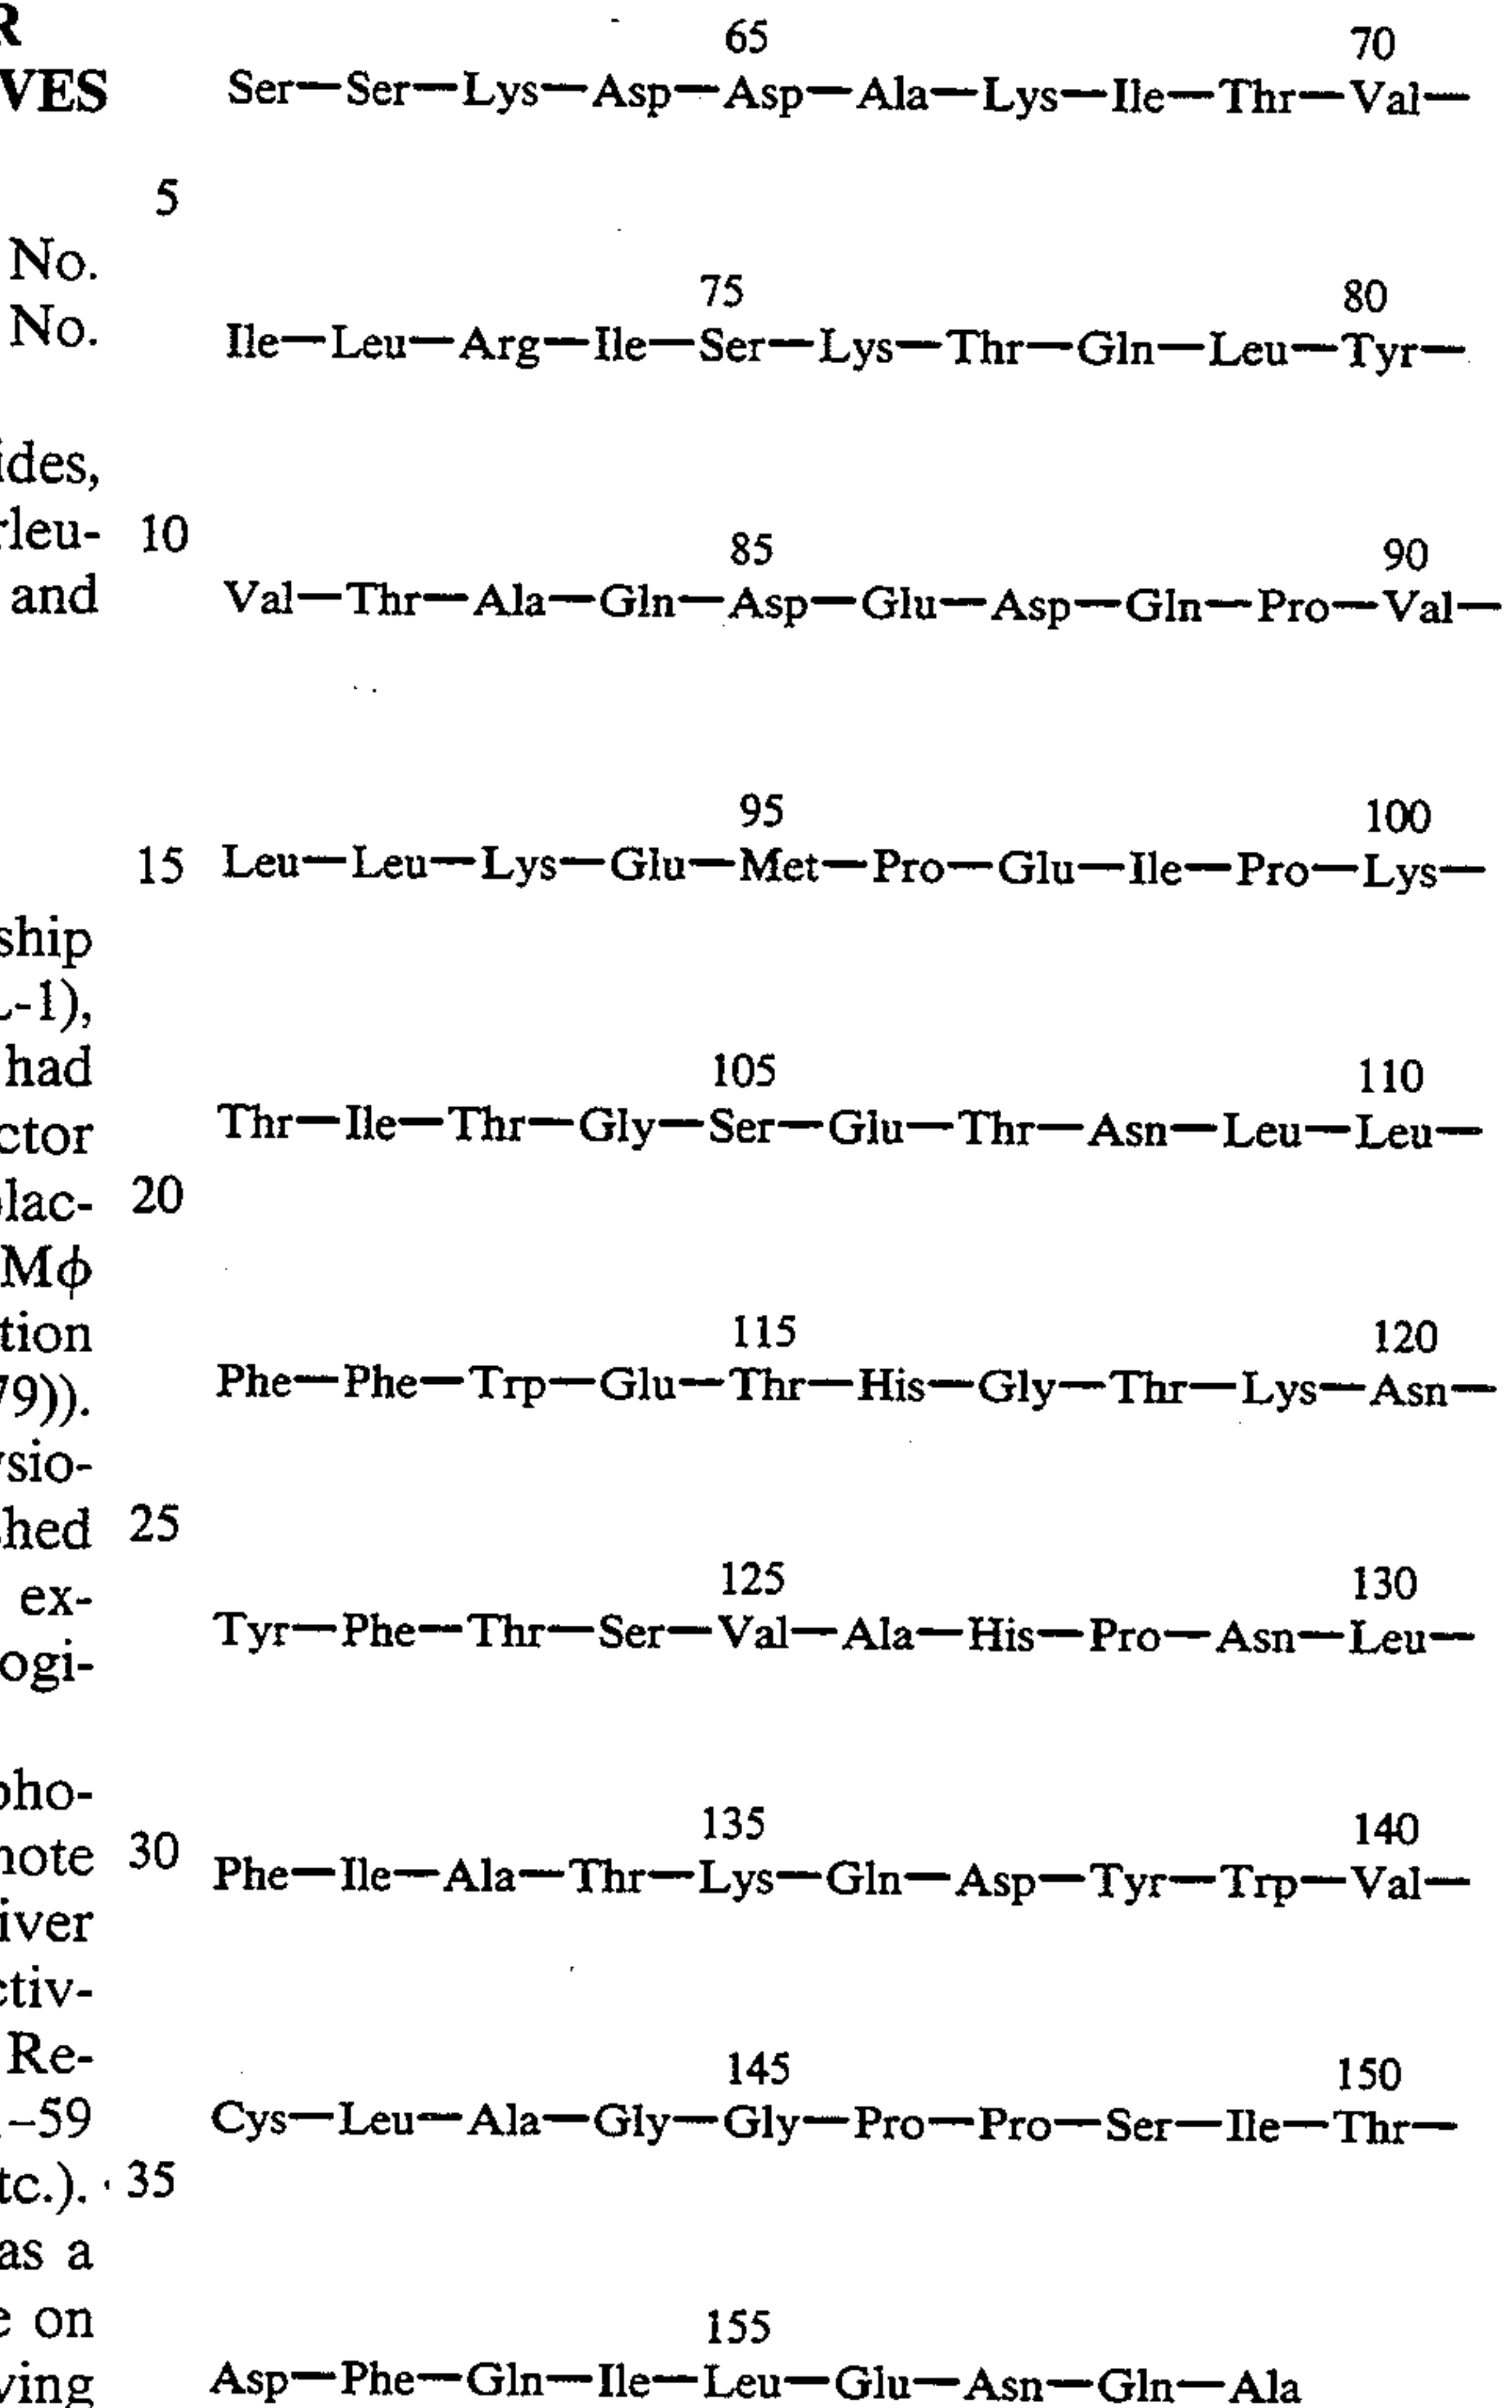 R
VES
65 70
Ser—Ser—Lys—Asp—Asp—Ala—Lys—Ile—Thr—Val—
5
No.
No.
75 80
Ile—Leu—Arg—Ile—Ser—Lys—Thr—Gln—Leu—Tyr—
ides,
rleu-
and
10
85 90
Val—Thr—Ala—Gln—Asp—Glu—Asp—Gln—Pro—Val—
95 100
15
Leu—Leu—Lys—Glu—Met—Pro—Glu—Ile—Pro—Lys—
ship
L-1),
had
ctor
lac-
Mϕ
tion
79)).
ysio-
hed
ex-
ogi-
105 110
Thr—Ile—Thr—Gly—Ser—Glu—Thr—Asn—Leu—Leu—
20
115 120
Phe—Phe—Trp—Glu—Thr—His—Gly—Thr—Lys—Asn—
25
125 130
Tyr—Phe—Thr—Ser—Val—Ala—His—Pro—Asn—Leu—
pho-
note
iver
ctiv-
Re-
–59
tc.).
as a
e on
ving
30
135 140
Phe—Ile—Ala—Thr—Lys—Gln—Asp—Tyr—Trp—Val—
145 150
Cys—Leu—Ala—Gly—Gly—Pro—Pro—Ser—Ile—Thr—
35
155
Asp—Phe—Gln—Ile—Leu—Glu—Asn—Gln—Ala